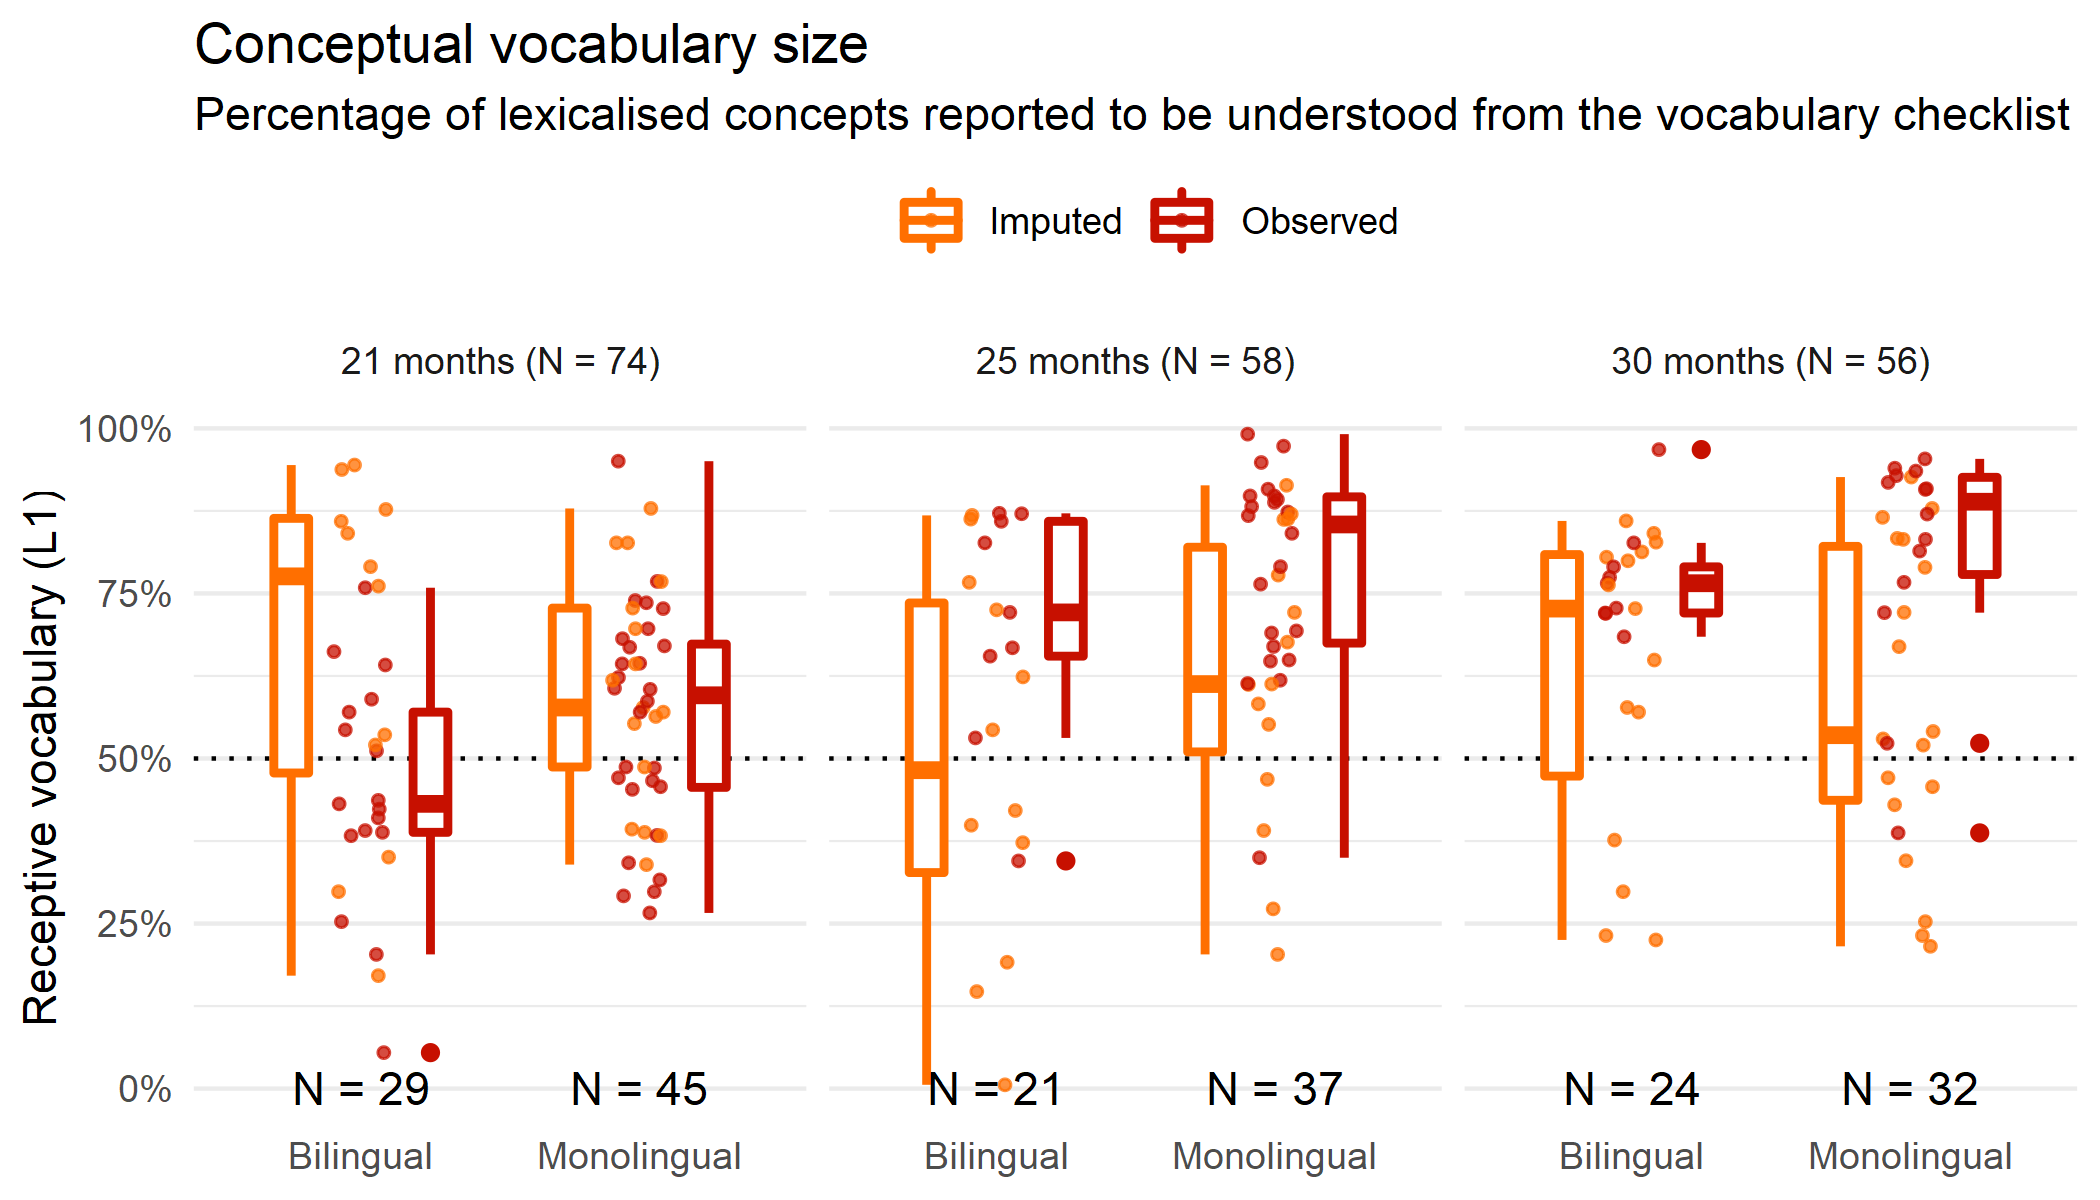 Conceptual vocabulary size
Percentage of lexicalised concepts reported to be understood from the vocabulary checklist
Imputed
Observed
21 months (N = 74)
25 months (N = 58)
30 months (N = 56)
Receptive vocabulary (L1)
100%
75%
50%
25%
0%
N = 29
N = 45
N = 21
N = 37
N = 24
N = 32
Bilingual
Monolingual
Bilingual
Monolingual
Bilingual
Monolingual